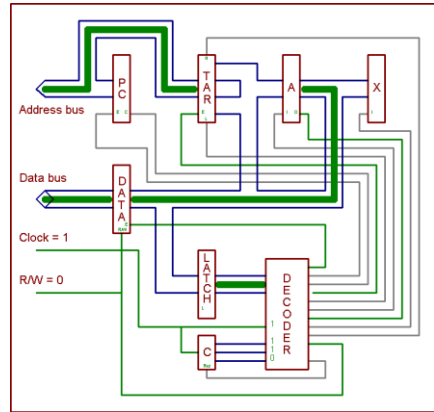 PC
TAR
A
X
Address bus
Data bus
DATA
Clock = 1
R/W = 0
LATCH
DECODER
1
1
1
0
C